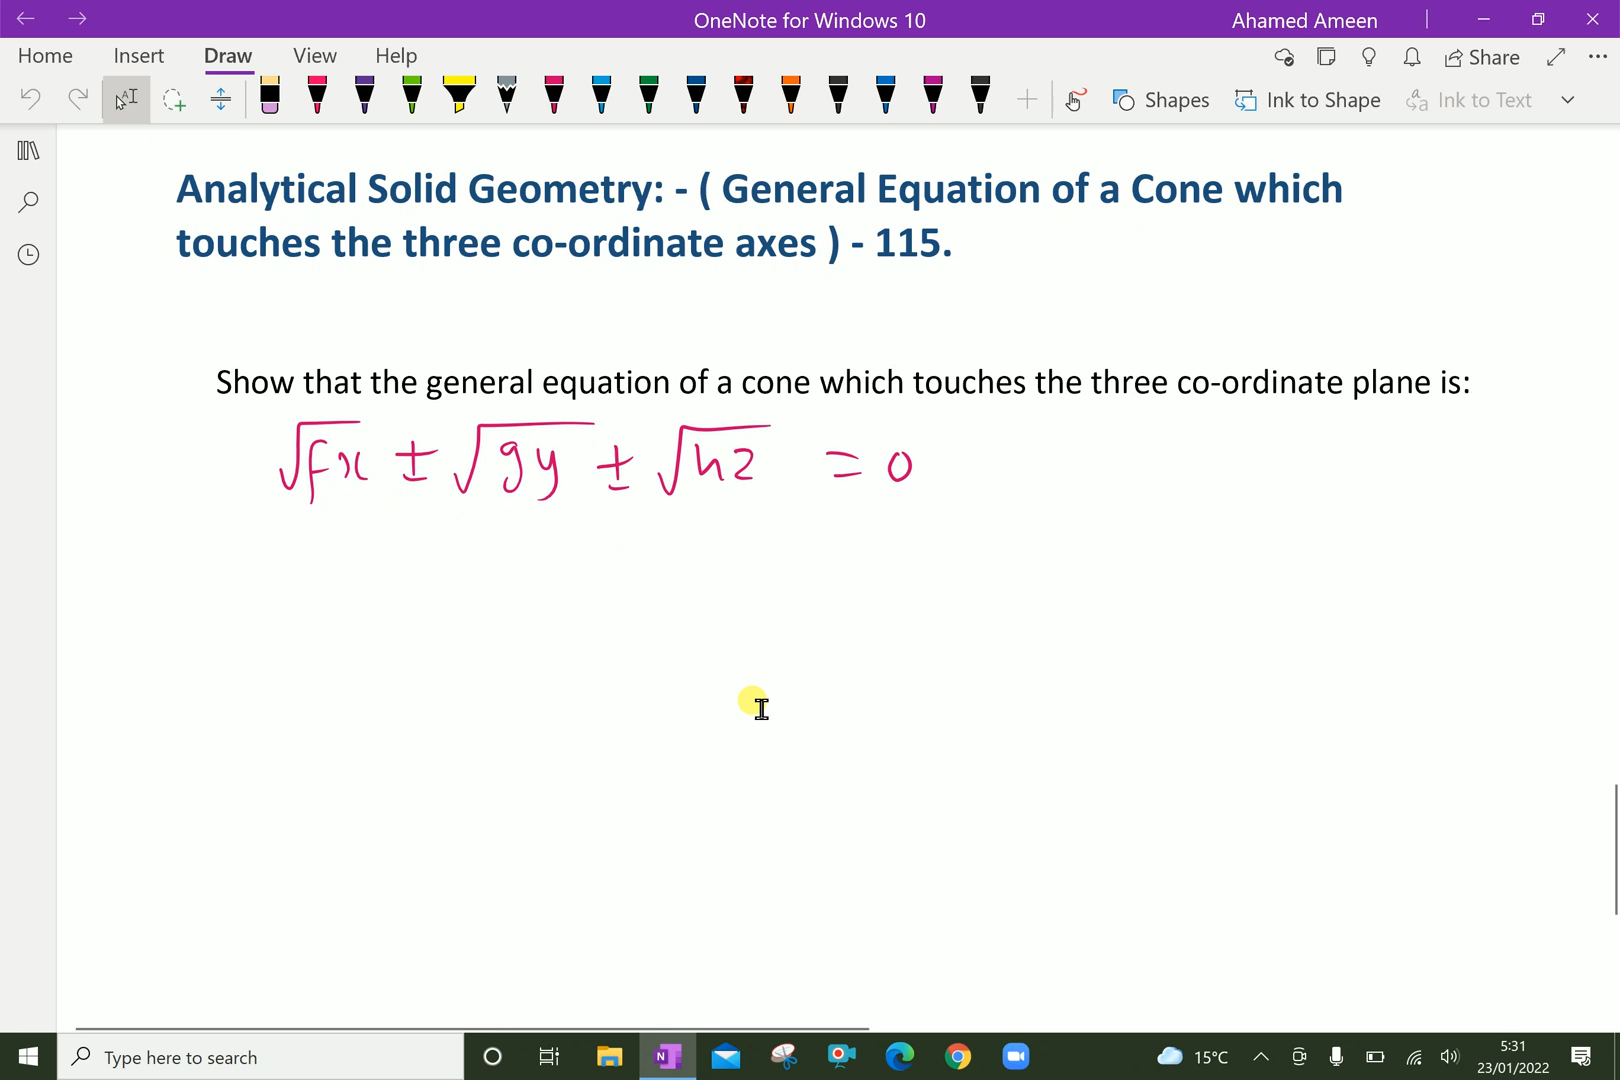 OneNote for Windows 10
Ahamed Ameen
Home Insert Draw View Help
Share
Shapes Ink to Shape Ink to Text
Analytical Solid Geometry: - ( General Equation of a Cone which
touches the three co-ordinate axes ) - 115.
Show that the general equation of a cone which touches the three co-ordinate plane is:
√fx ± √gy ± √hz = 0
Type here to search
15°C
5:31
23/01/2022